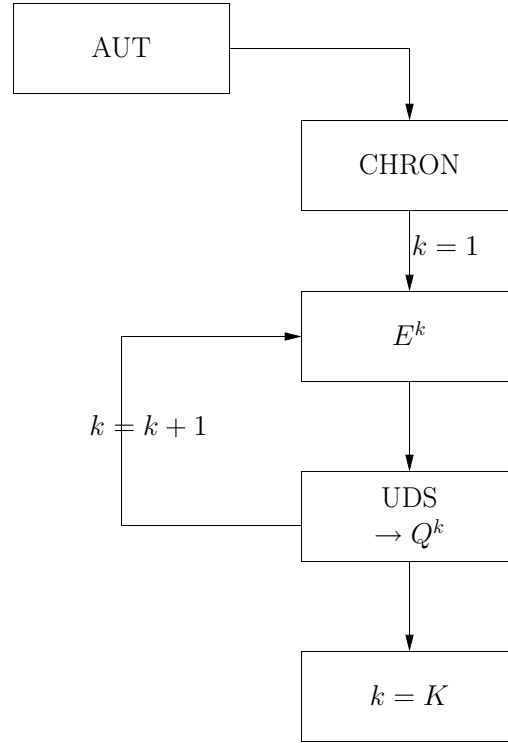 AUT
CHRON
k = 1
E^k
k = k + 1
UDS
→ Q^k
k = K